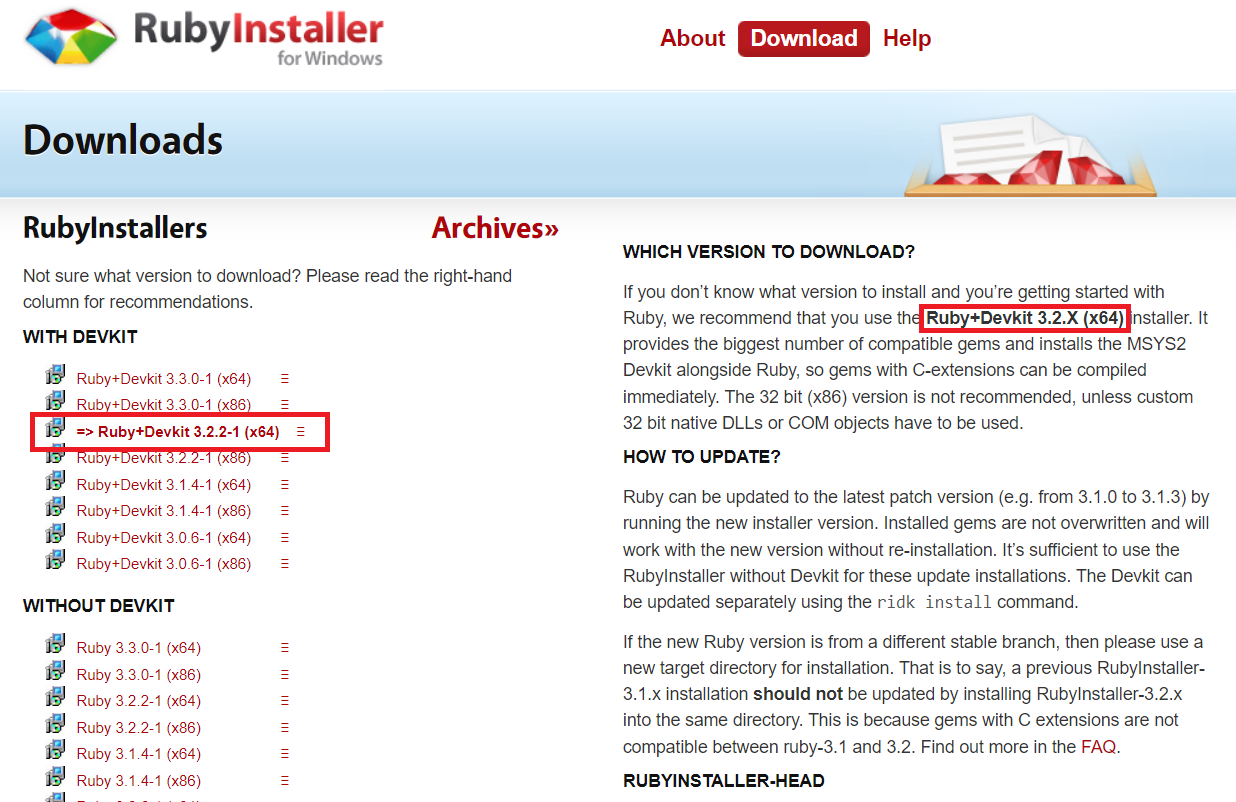 RubyInstaller
for Windows
About Download Help
Downloads
RubyInstallers Archives»
Not sure what version to download? Please read the right-hand
column for recommendations.
WITH DEVKIT
Ruby+Devkit 3.3.0-1 (x64)
Ruby+Devkit 3.3.0-1 (x86)
=> Ruby+Devkit 3.2.2-1 (x64)
Ruby+Devkit 3.2.2-1 (x86)
Ruby+Devkit 3.1.4-1 (x64)
Ruby+Devkit 3.1.4-1 (x86)
Ruby+Devkit 3.0.6-1 (x64)
Ruby+Devkit 3.0.6-1 (x86)
WITHOUT DEVKIT
Ruby 3.3.0-1 (x64)
Ruby 3.3.0-1 (x86)
Ruby 3.2.2-1 (x64)
Ruby 3.2.2-1 (x86)
Ruby 3.1.4-1 (x64)
Ruby 3.1.4-1 (x86)
WHICH VERSION TO DOWNLOAD?
If you don’t know what version to install and you’re getting started with
Ruby, we recommend that you use the Ruby+Devkit 3.2.X (x64) installer. It
provides the biggest number of compatible gems and installs the MSYS2
Devkit alongside Ruby, so gems with C-extensions can be compiled
immediately. The 32 bit (x86) version is not recommended, unless custom
32 bit native DLLs or COM objects have to be used.
HOW TO UPDATE?
Ruby can be updated to the latest patch version (e.g. from 3.1.0 to 3.1.3) by
running the new installer version. Installed gems are not overwritten and will
work with the new version without re-installation. It’s sufficient to use the
RubyInstaller without Devkit for these update installations. The Devkit can
be updated separately using the ridk install command.
If the new Ruby version is from a different stable branch, then please use a
new target directory for installation. That is to say, a previous RubyInstaller-
3.1.x installation should not be updated by installing RubyInstaller-3.2.x
into the same directory. This is because gems with C extensions are not
compatible between ruby-3.1 and 3.2. Find out more in the FAQ.
RUBYINSTALLER-HEAD